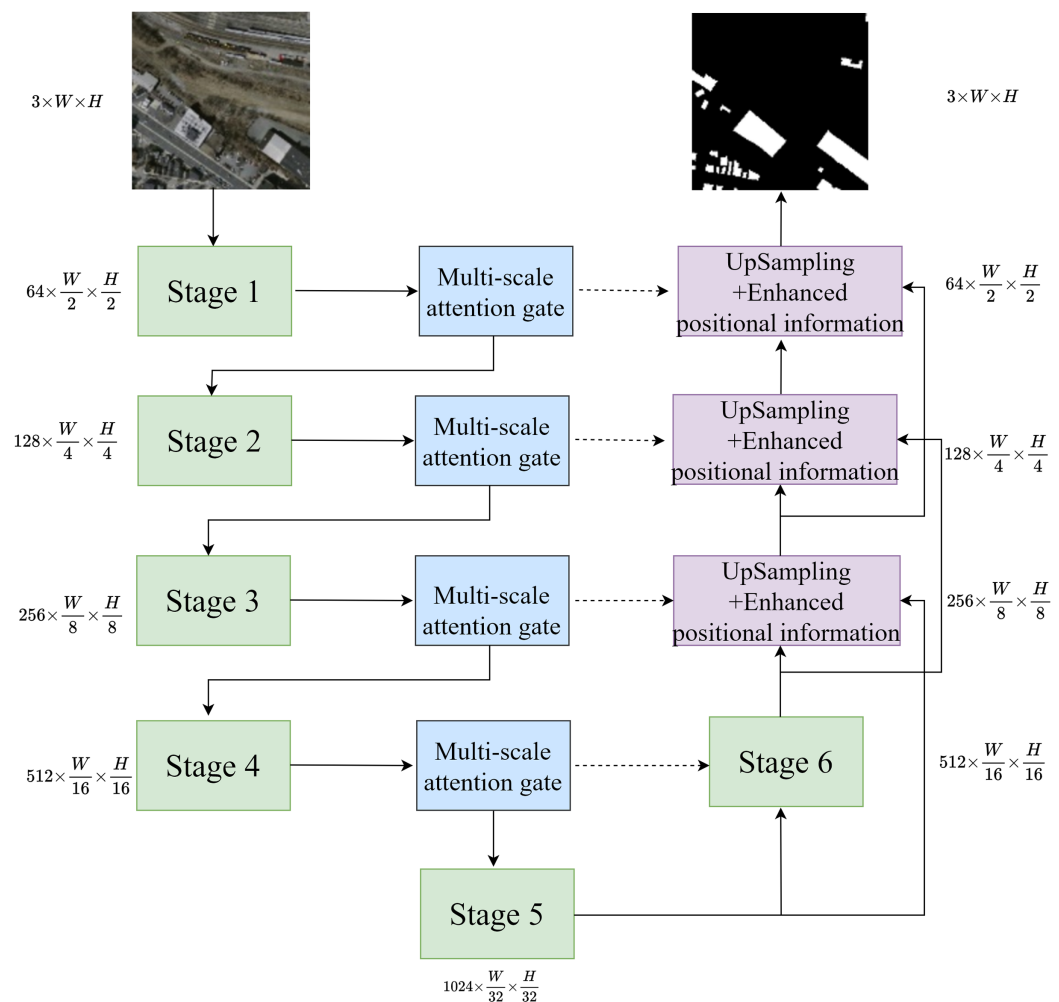 3×W×H
3×W×H
64×W/2×H/2
Stage 1
Multi-scale
attention gate
UpSampling
+Enhanced
positional information
64×W/2×H/2
128×W/4×H/4
Stage 2
Multi-scale
attention gate
UpSampling
+Enhanced
positional information
128×W/4×H/4
256×W/8×H/8
Stage 3
Multi-scale
attention gate
UpSampling
+Enhanced
positional information
256×W/8×H/8
512×W/16×H/16
Stage 4
Multi-scale
attention gate
Stage 6
512×W/16×H/16
Stage 5
1024×W/32×H/32